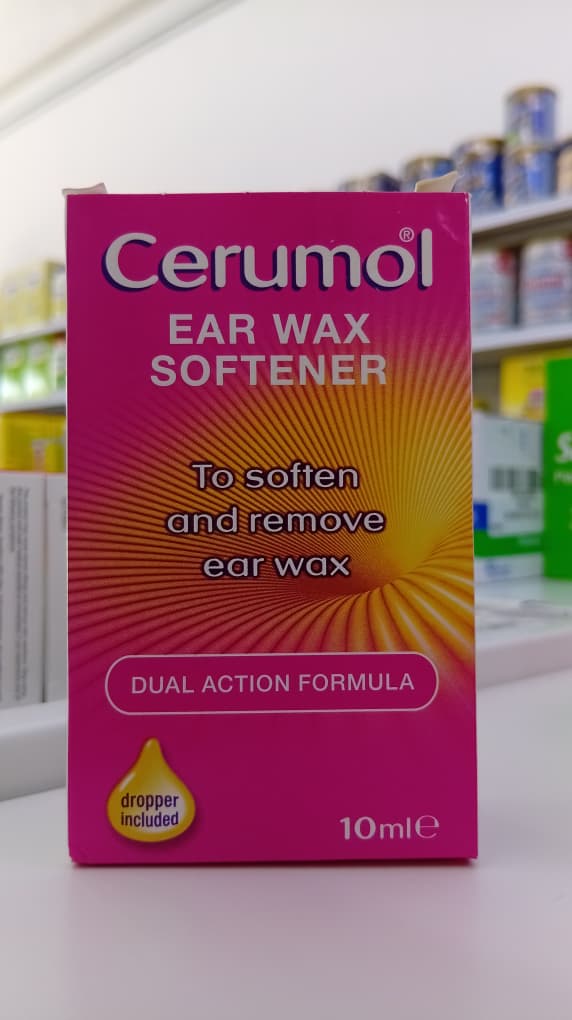 Cerumol®
EAR WAX
SOFTENER
To soften
and remove
ear wax
DUAL ACTION FORMULA
dropper
included
10ml℮